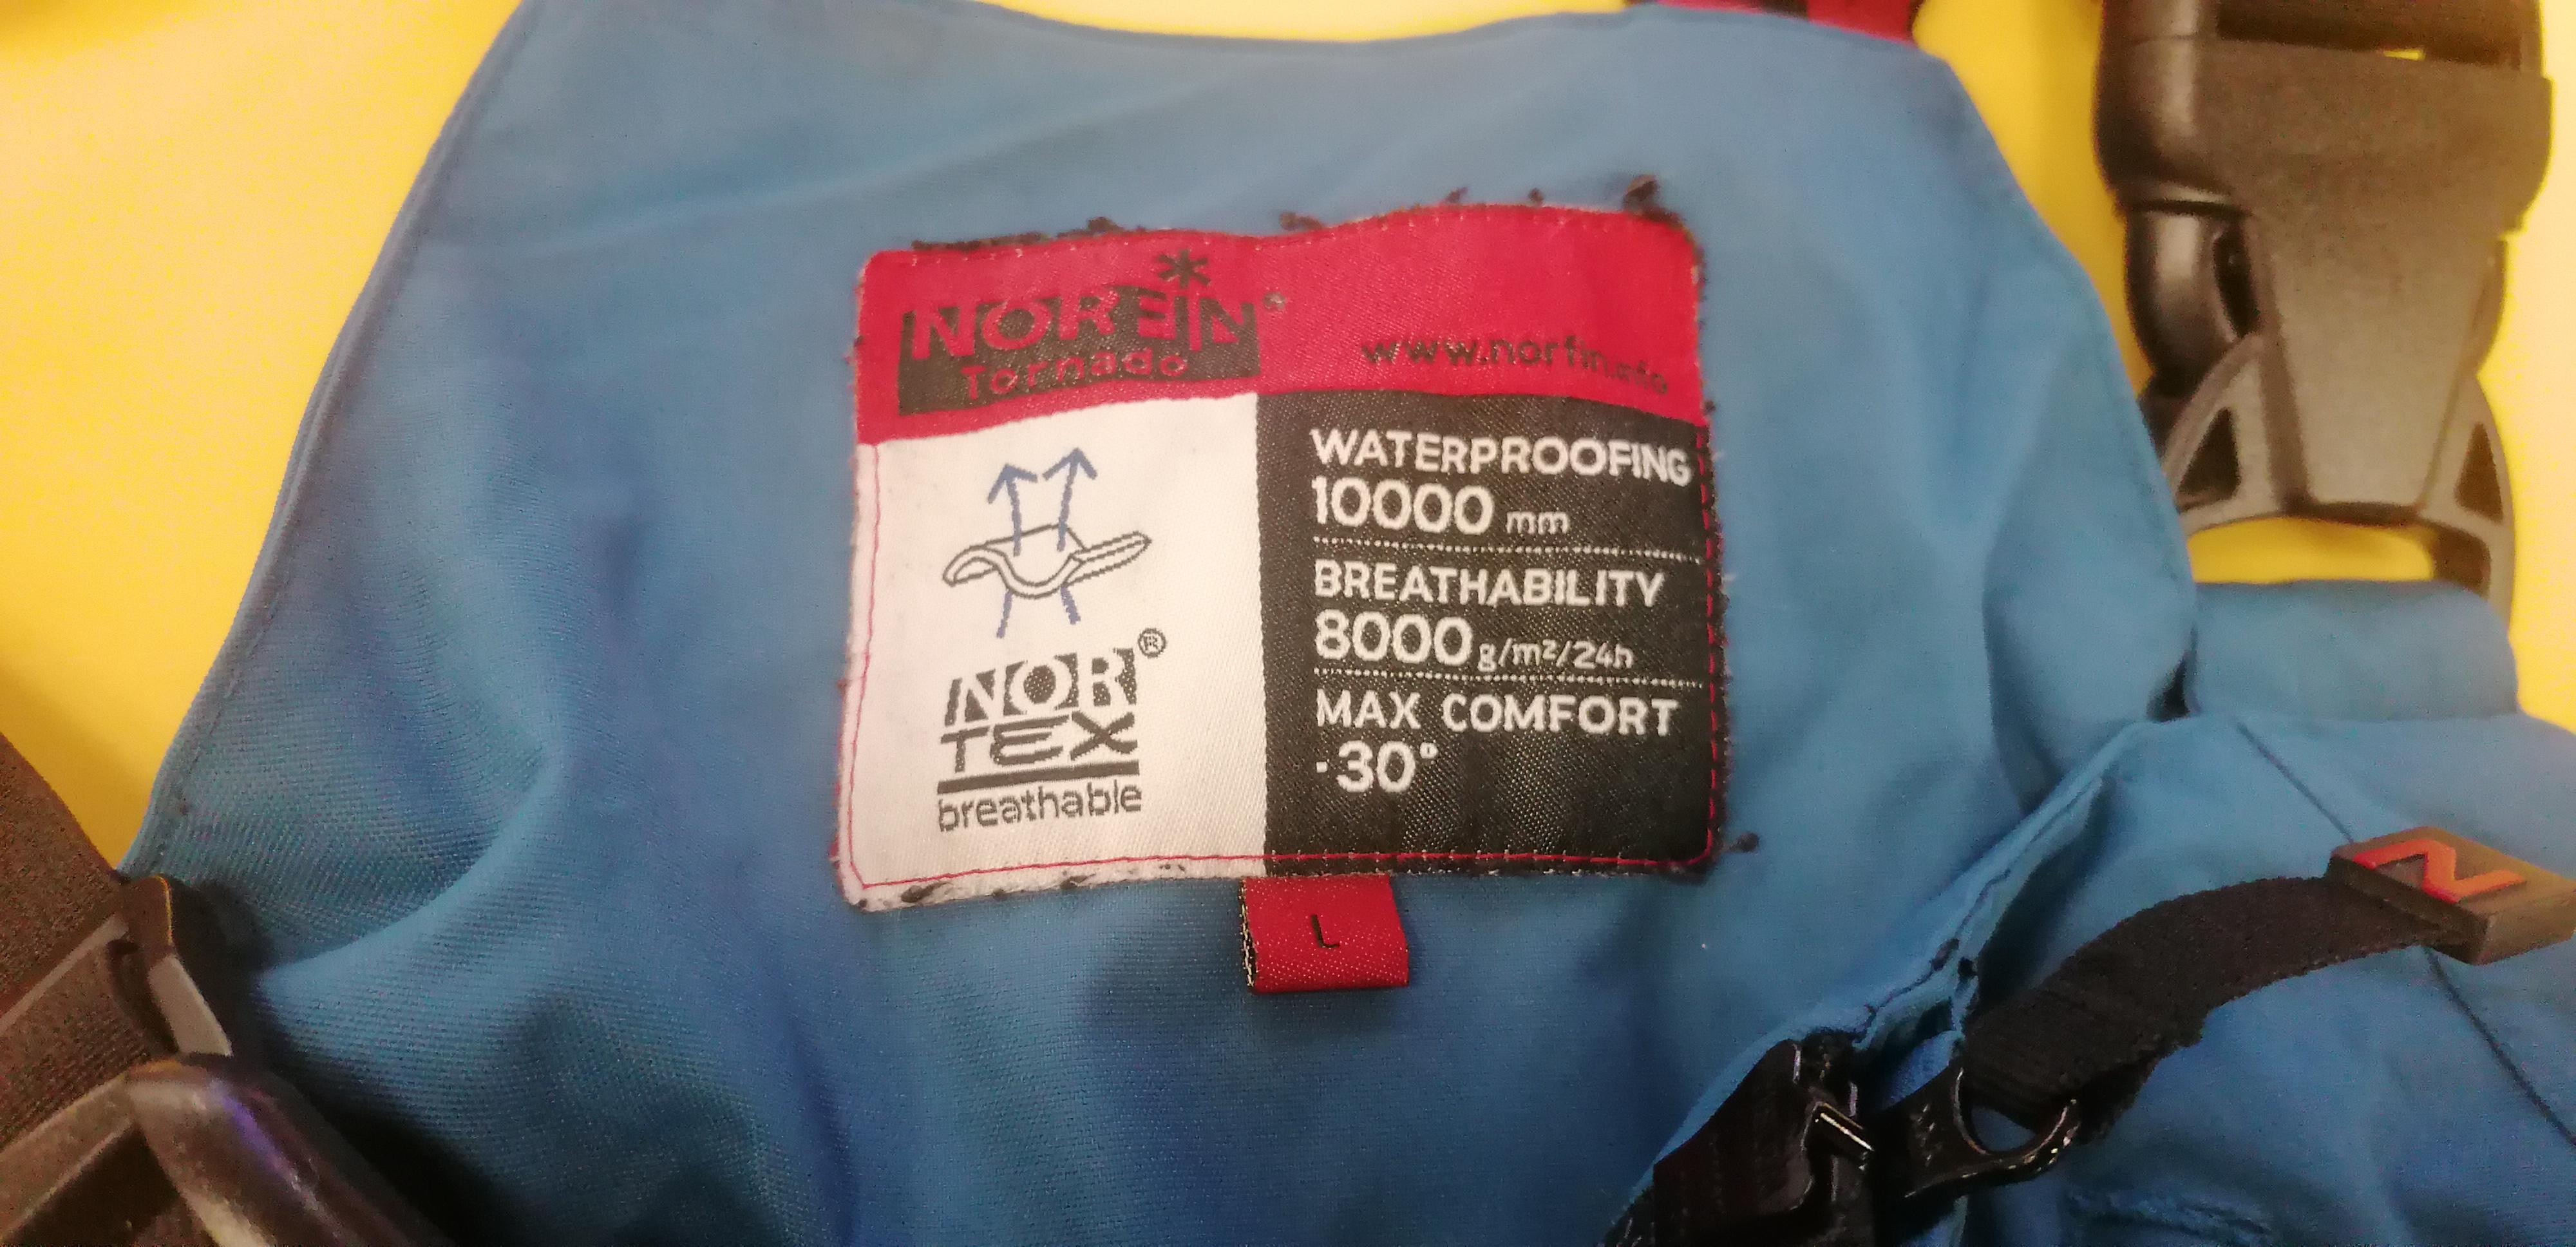 NORFIN®
Tornado
www.norfin.info
NOR®
TEX
breathable
WATERPROOFING
10000 mm
BREATHABILITY
8000 g/m²/24h
MAX COMFORT
-30°
L